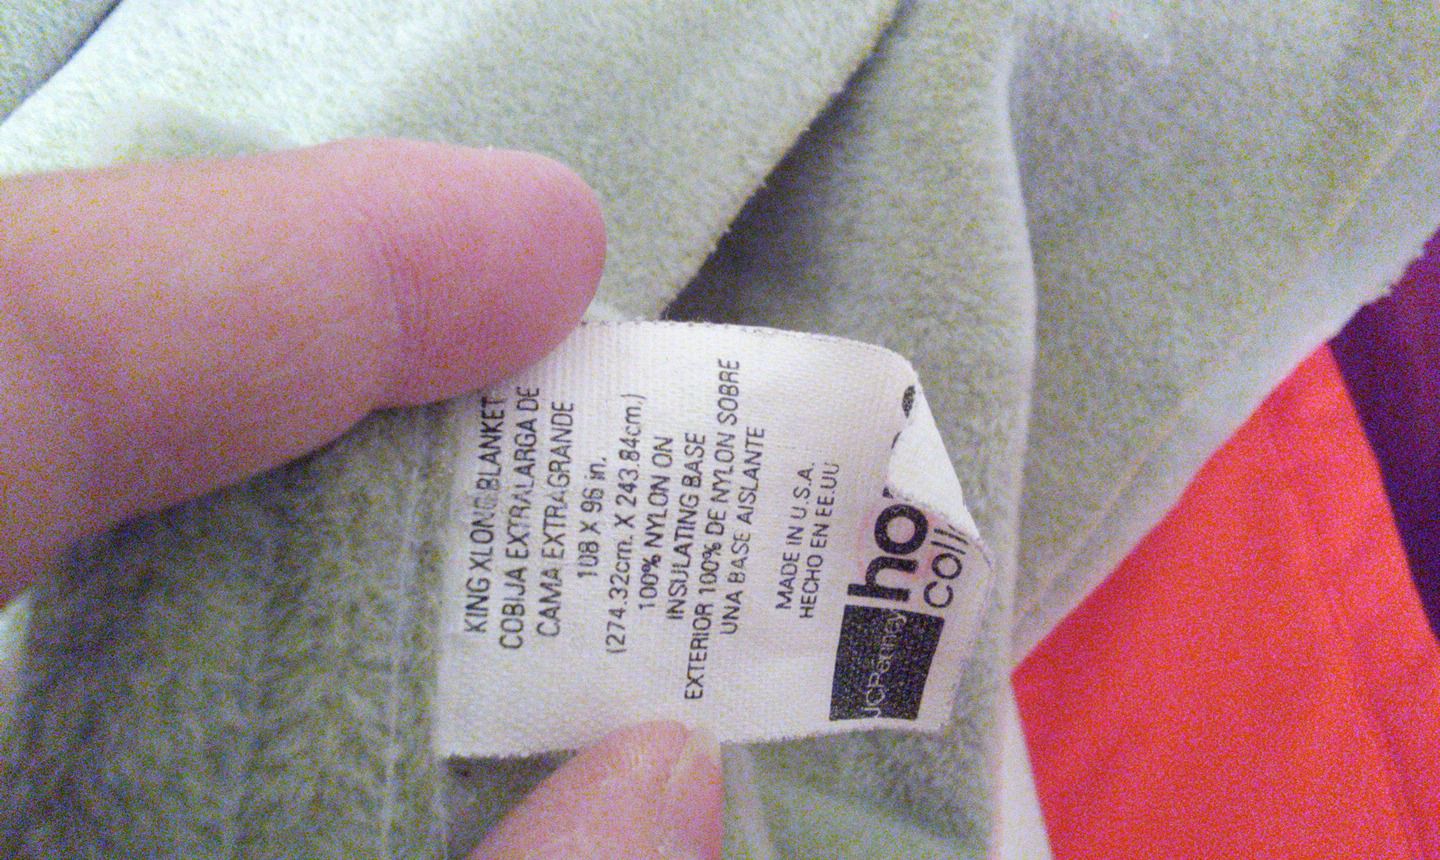 KING XLONG BLANKET
COBIJA EXTRALARGA DE
CAMA EXTRAGRANDE
108 X 96 in.
(274.32cm. X 243.84cm.)
100% NYLON ON
INSULATING BASE
EXTERIOR 100% DE NYLON SOBRE
UNA BASE AISLANTE
MADE IN U.S.A.
HECHO EN EE.UU
JCPenney